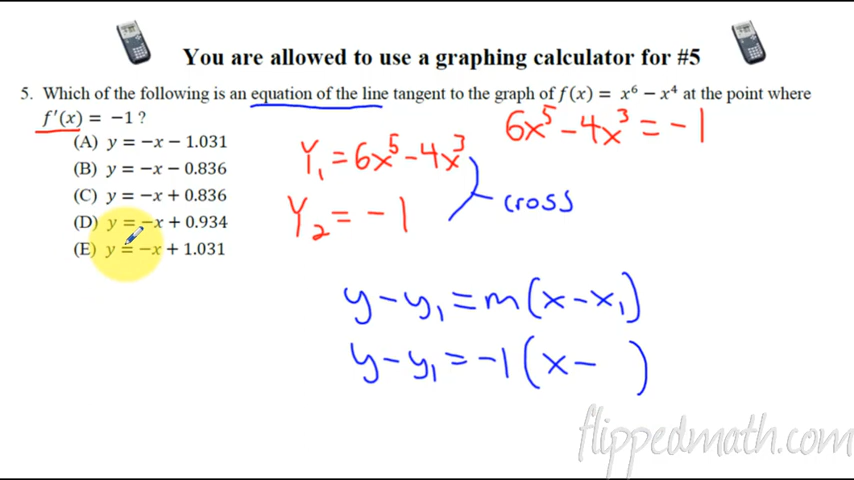 You are allowed to use a graphing calculator for #5
5. Which of the following is an equation of the line tangent to the graph of f(x) = x⁶ − x⁴ at the point where
f′(x) = −1 ?
(A) y = −x − 1.031
(B) y = −x − 0.836
(C) y = −x + 0.836
(D) y = −x + 0.934
(E) y = −x + 1.031
6x⁵ − 4x³ = −1
Y₁ = 6x⁵ − 4x³
Y₂ = −1
cross
y − y₁ = m(x − x₁)
y − y₁ = −1(x −   )
flippedmath.com